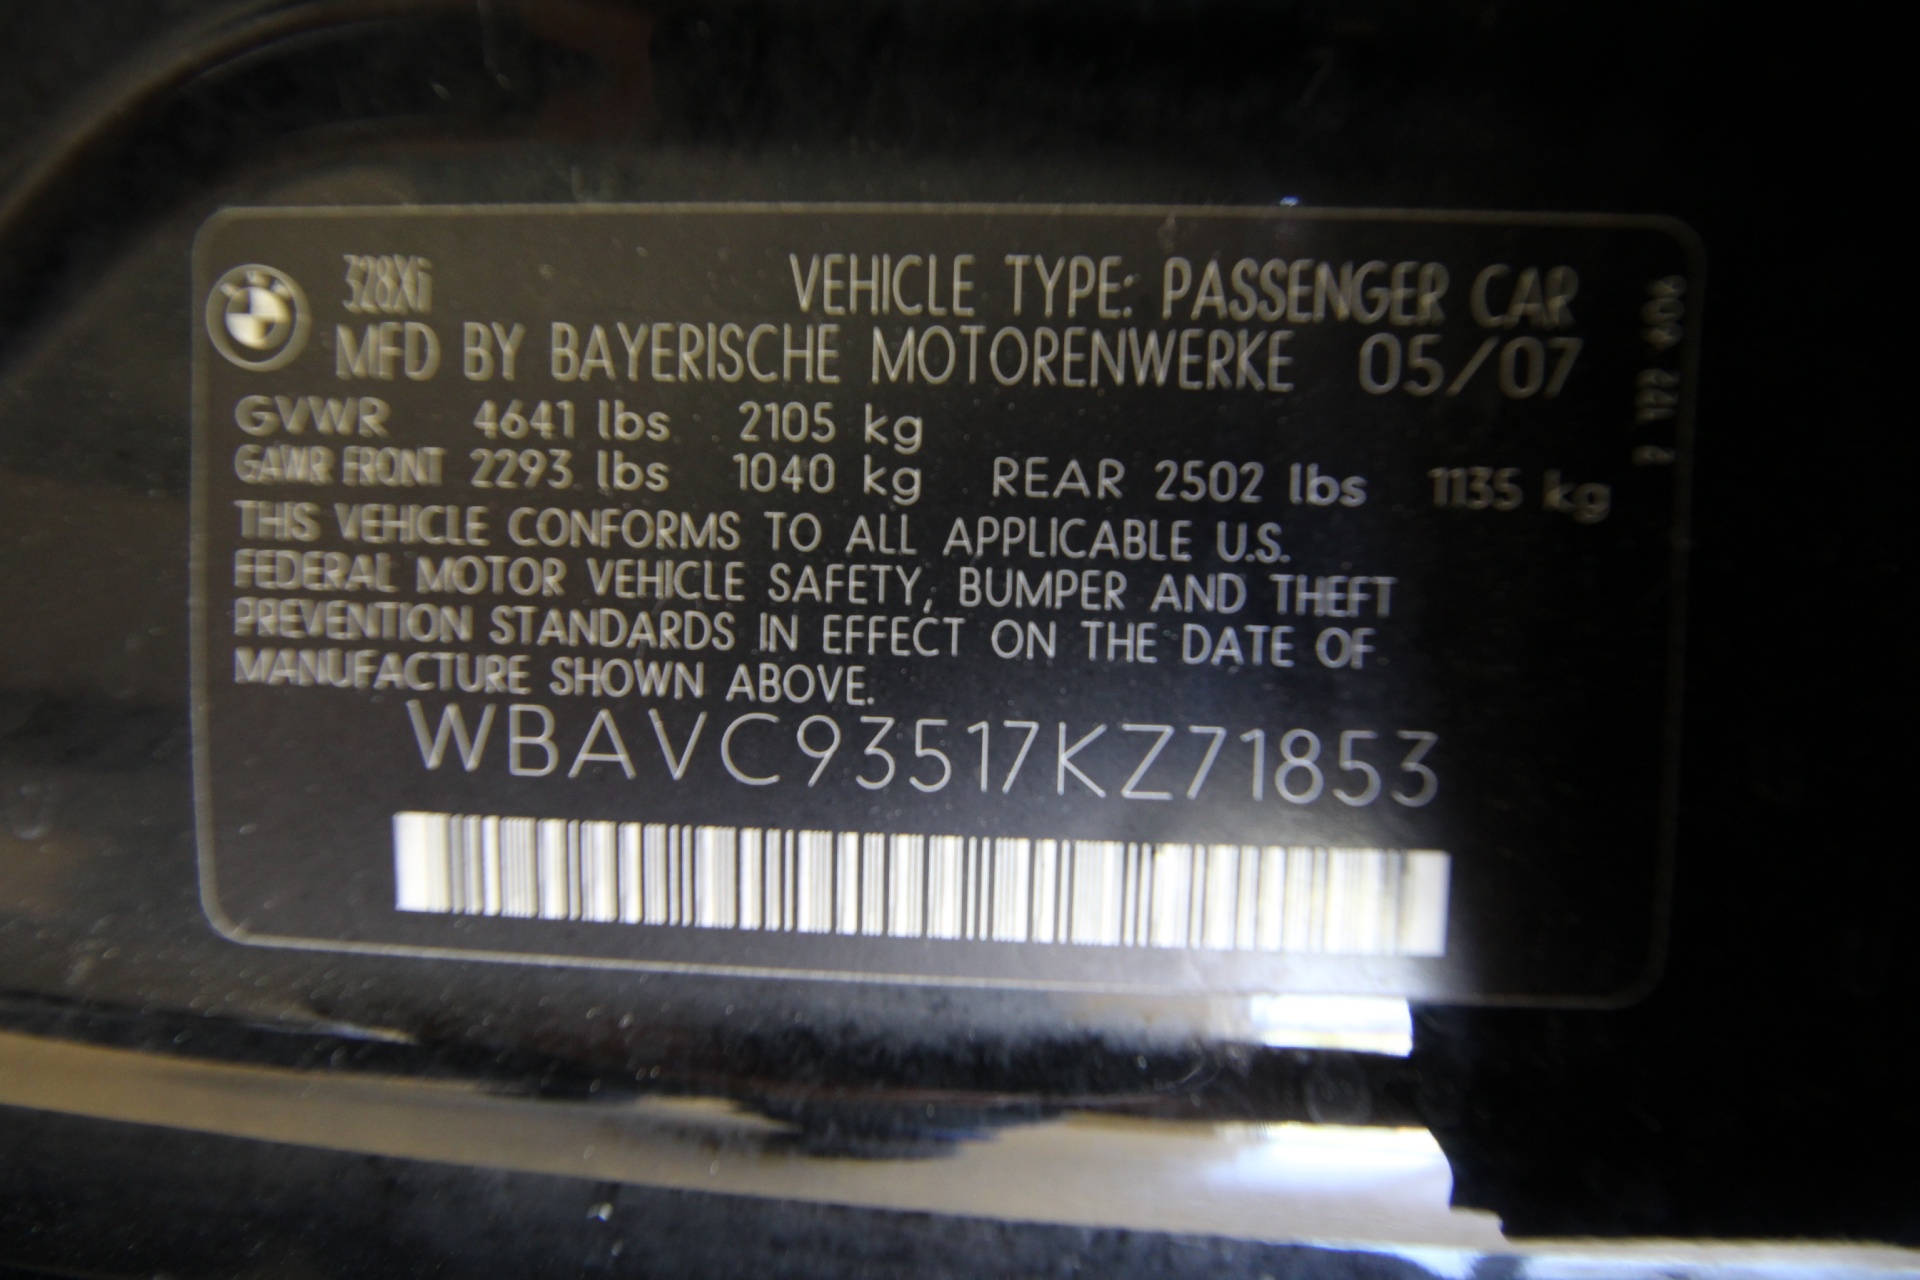 328Xi VEHICLE TYPE: PASSENGER CAR
MFD BY BAYERISCHE MOTORENWERKE 05/07
GVWR 4641 lbs 2105 kg
GAWR FRONT 2293 lbs 1040 kg REAR 2502 lbs 1135 kg
THIS VEHICLE CONFORMS TO ALL APPLICABLE U.S.
FEDERAL MOTOR VEHICLE SAFETY, BUMPER AND THEFT
PREVENTION STANDARDS IN EFFECT ON THE DATE OF
MANUFACTURE SHOWN ABOVE.
WBAVC93517KZ71853